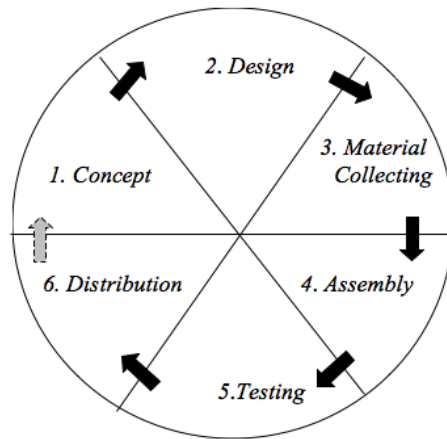 1. Concept
2. Design
3. Material
Collecting
4. Assembly
5.Testing
6. Distribution